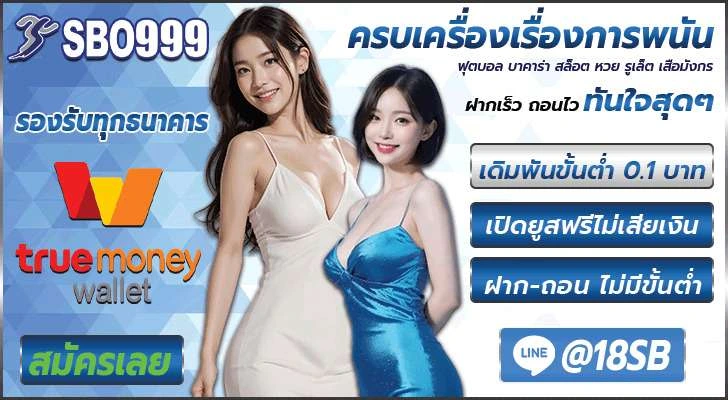 SBO999
ครบเครื่องเรื่องการพนัน
ฟุตบอล บาคาร่า สล็อต หวย รูเล็ต เสือมังกร
ฝากเร็ว ถอนไว ทันใจสุดๆ
รองรับทุกธนาคาร
true money
wallet
สมัครเลย
เดิมพันขั้นต่ำ 0.1 บาท
เปิดยูสฟรีไม่เสียเงิน
ฝาก-ถอน ไม่มีขั้นต่ำ
LINE @18SB